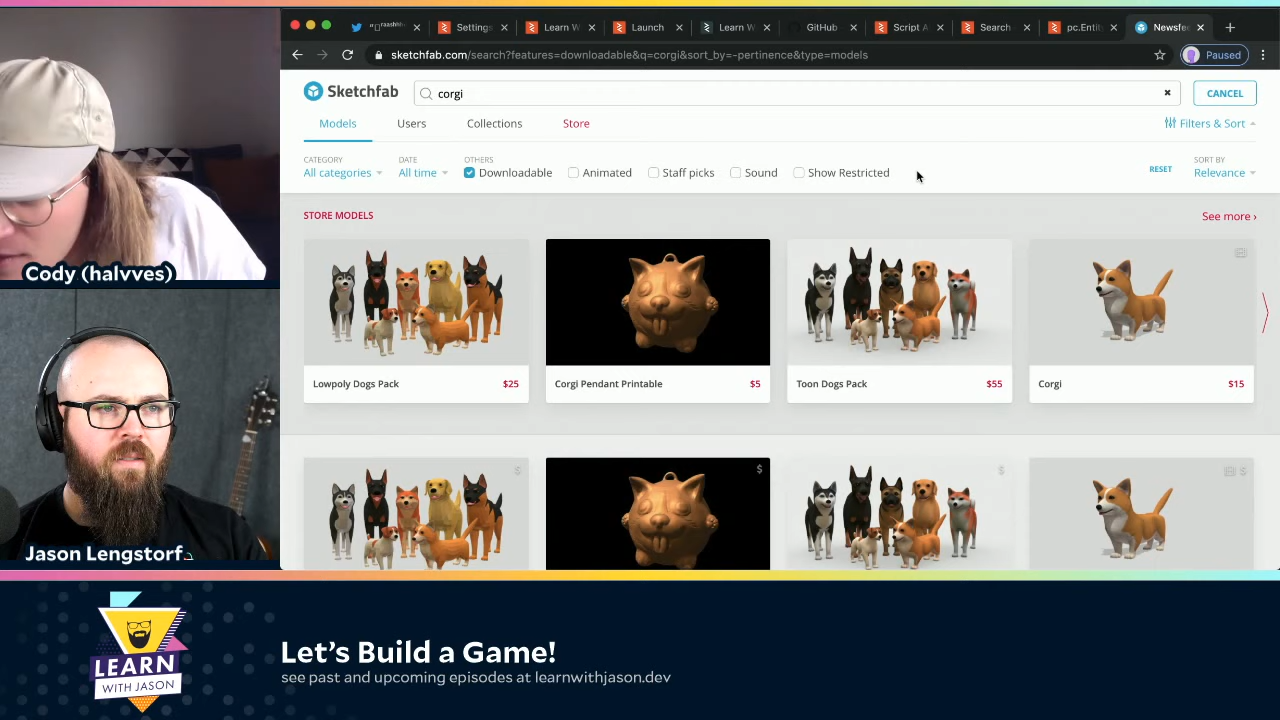 Settings
Learn W
Launch
Learn W
GitHub
Script A
Search
pc.Entit
Newsfee
sketchfab.com/search?features=downloadable&q=corgi&sort_by=-pertinence&type=models
Paused
Sketchfab
corgi
CANCEL
Models
Users
Collections
Store
Filters & Sort
CATEGORY
All categories
DATE
All time
OTHERS
Downloadable
Animated
Staff picks
Sound
Show Restricted
RESET
SORT BY
Relevance
STORE MODELS
See more ›
Lowpoly Dogs Pack $25
Corgi Pendant Printable $5
Toon Dogs Pack $55
Corgi $15
$
$
$
$
Cody (halvves)
Jason Lengstorf
LEARN
WITH JASON
Let's Build a Game!
see past and upcoming episodes at learnwithjason.dev